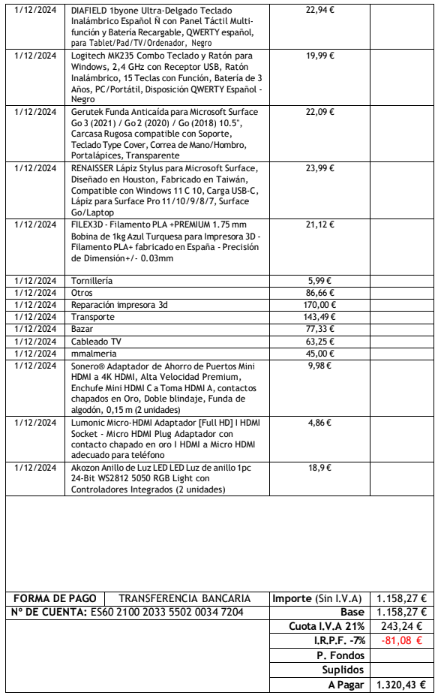 1/12/2024 DIAFIELD 1byone Ultra-Delgado Teclado 22,94 €
Inalámbrico Español Ñ con Panel Táctil Multi-
función y Batería Recargable, QWERTY español,
para Tablet/Pad/TV/Ordenador, Negro
1/12/2024 Logitech MK235 Combo Teclado y Ratón para 19,99 €
Windows, 2,4 GHz con Receptor USB, Ratón
Inalámbrico, 15 Teclas con Función, Batería de 3
Años, PC/Portátil, Disposición QWERTY Español -
Negro
1/12/2024 Gerutek Funda Anticaída para Microsoft Surface 22,09 €
Go 3 (2021) / Go 2 (2020) / Go (2018) 10.5",
Carcasa Rugosa compatible con Soporte,
Teclado Type Cover, Correa de Mano/Hombro,
Portalápices, Transparente
1/12/2024 RENAISSER Lápiz Stylus para Microsoft Surface, 23,99 €
Diseñado en Houston, Fabricado en Taiwán,
Compatible con Windows 11 C 10, Carga USB-C,
Lápiz para Surface Pro 11/10/9/8/7, Surface
Go/Laptop
1/12/2024 FILEX3D - Filamento PLA +PREMIUM 1.75 mm 21,12 €
Bobina de 1kg Azul Turquesa para Impresora 3D -
Filamento PLA+ fabricado en España - Precisión
de Dimensión+/- 0.03mm
1/12/2024 Tornillería 5,99 €
1/12/2024 Otros 86,66 €
1/12/2024 Reparación impresora 3d 170,00 €
1/12/2024 Transporte 143,49 €
1/12/2024 Bazar 77,33 €
1/12/2024 Cableado TV 63,25 €
1/12/2024 mmalmeria 45,00 €
1/12/2024 Sonero® Adaptador de Ahorro de Puertos Mini 9,98 €
HDMI a 4K HDMI, Alta Velocidad Premium,
Enchufe Mini HDMI C a Toma HDMI A, contactos
chapados en Oro, Doble blindaje, Funda de
algodón, 0,15 m (2 unidades)
1/12/2024 Lumonic Micro-HDMI Adaptador [Full HD] I HDMI 4,86 €
Socket - Micro HDMI Plug Adaptador con
contacto chapado en oro I HDMI a Micro HDMI
adecuado para teléfono
1/12/2024 Akozon Anillo de Luz LED LED Luz de anillo 1pc 18,9 €
24-Bit WS2812 5050 RGB Light con
Controladores Integrados (2 unidades)
FORMA DE PAGO TRANSFERENCIA BANCARIA Importe (Sin I.V.A) 1.158,27 €
Nº DE CUENTA: ES60 2100 2033 5502 0034 7204 Base 1.158,27 €
Cuota I.V.A 21% 243,24 €
I.R.P.F. -7% -81,08 €
P. Fondos
Suplidos
A Pagar 1.320,43 €